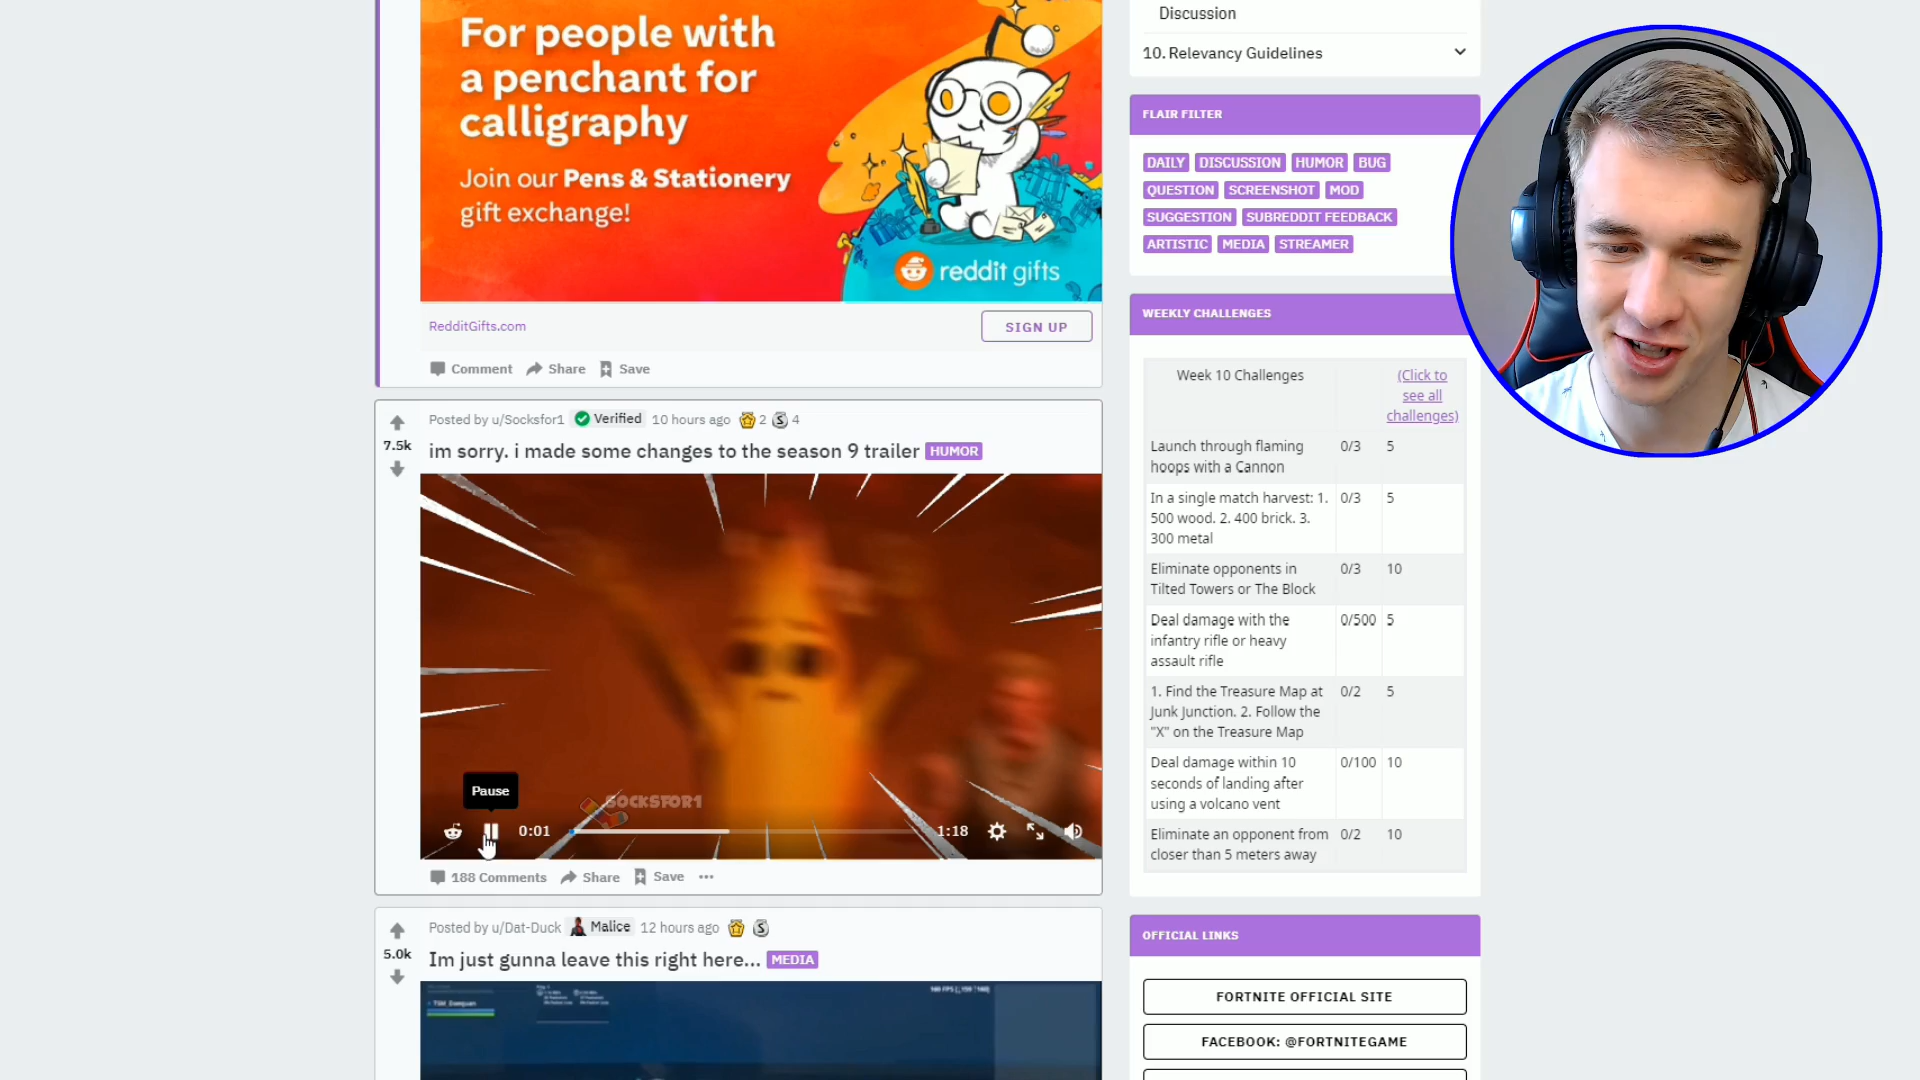 For people with
a penchant for
calligraphy
Join our Pens & Stationery
gift exchange!
reddit gifts
RedditGifts.com
SIGN UP
Comment Share Save
Posted by u/Socksfor1 Verified 10 hours ago 2 S 4
7.5k
im sorry. i made some changes to the season 9 trailer HUMOR
SOCKSFOR1
Pause
0:01 1:18
188 Comments Share Save
Posted by u/Dat-Duck Malice 12 hours ago S
5.0k
Im just gunna leave this right here... MEDIA
Discussion
10. Relevancy Guidelines
FLAIR FILTER
DAILY DISCUSSION HUMOR BUG
QUESTION SCREENSHOT MOD
SUGGESTION SUBREDDIT FEEDBACK
ARTISTIC MEDIA STREAMER
WEEKLY CHALLENGES
Week 10 Challenges (Click to
see all
challenges)
Launch through flaming 0/3 5
hoops with a Cannon
In a single match harvest: 1. 0/3 5
500 wood. 2. 400 brick. 3.
300 metal
Eliminate opponents in 0/3 10
Tilted Towers or The Block
Deal damage with the 0/500 5
infantry rifle or heavy
assault rifle
1. Find the Treasure Map at 0/2 5
Junk Junction. 2. Follow the
"X" on the Treasure Map
Deal damage within 10 0/100 10
seconds of landing after
using a volcano vent
Eliminate an opponent from 0/2 10
closer than 5 meters away
OFFICIAL LINKS
FORTNITE OFFICIAL SITE
FACEBOOK: @FORTNITEGAME